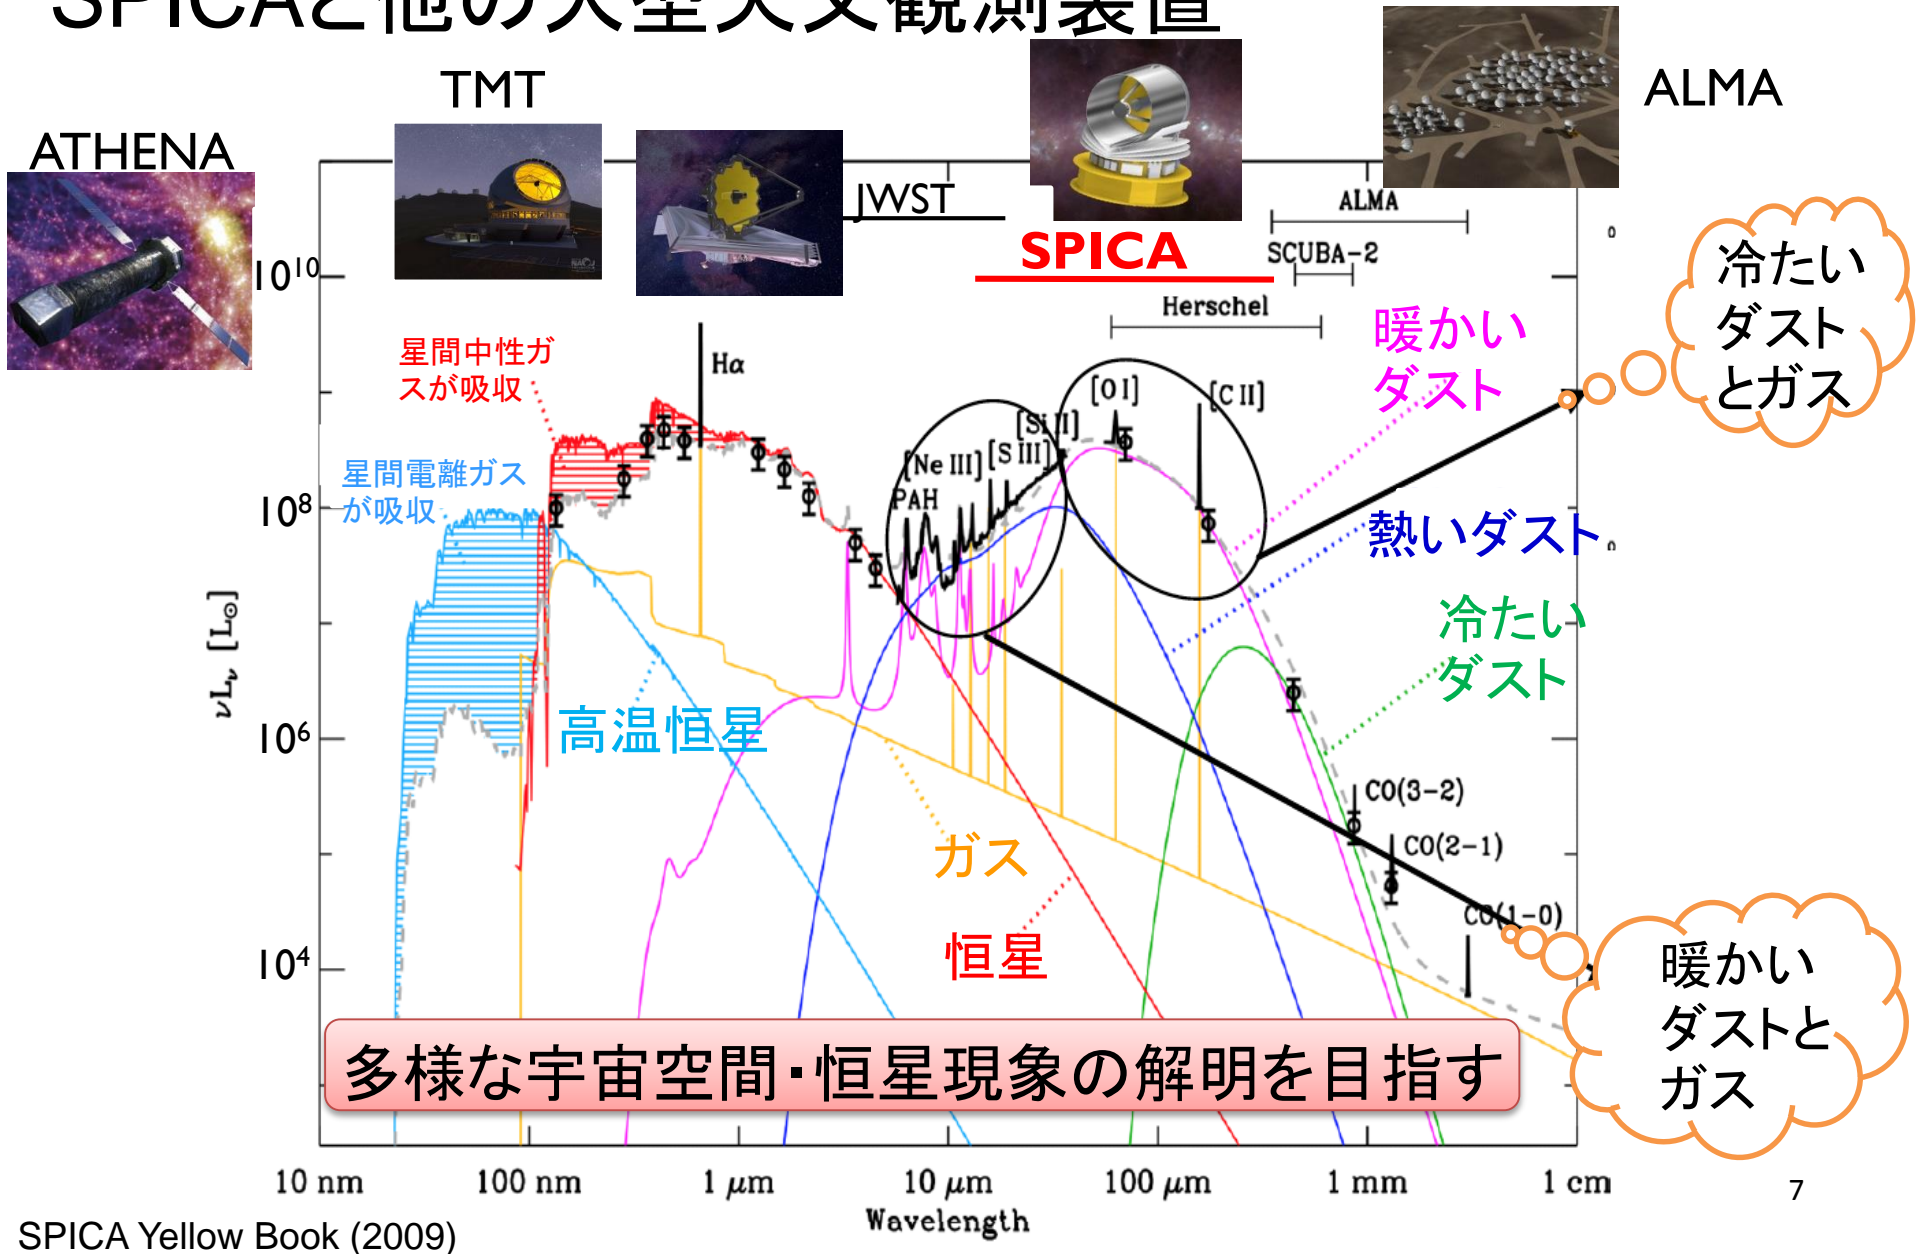 SPICAと他の大型天文観測装置
TMT
ALMA
ATHENA
JWST
ALMA
SPICA
SCUBA-2
Herschel
10¹⁰
10⁸
10⁶
10⁴
νLν [L☉]
星間中性ガ
スが吸収
星間電離ガス
が吸収
Hα
[Ne III]
[S III]
[Si II]
PAH
[O I]
[C II]
暖かい
ダスト
冷たい
ダスト
とガス
熱いダスト
冷たい
ダスト
高温恒星
ガス
恒星
CO(3-2)
CO(2-1)
CO(1-0)
暖かい
ダストと
ガス
多様な宇宙空間・恒星現象の解明を目指す
10 nm
100 nm
1 μm
10 μm
100 μm
1 mm
1 cm
Wavelength
7
SPICA Yellow Book (2009)